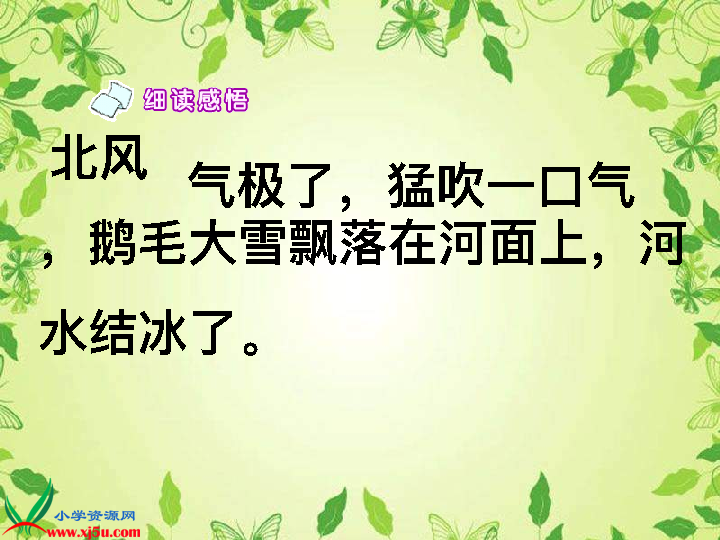 细读感悟
北风
气极了，猛吹一口气
，鹅毛大雪飘落在河面上，河
水结冰了。
小学资源网
www.xj5u.com